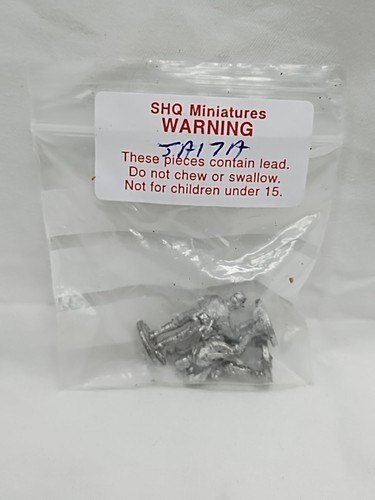 SHQ Miniatures
WARNING
JA17A
These pieces contain lead.
Do not chew or swallow.
Not for children under 15.